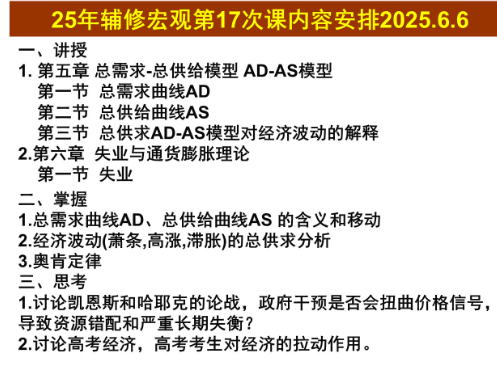 25年辅修宏观第17次课内容安排2025.6.6
一、讲授
1. 第五章 总需求-总供给模型 AD-AS模型
第一节 总需求曲线AD
第二节 总供给曲线AS
第三节 总供求AD-AS模型对经济波动的解释
2.第六章 失业与通货膨胀理论
第一节 失业
二、掌握
1.总需求曲线AD、总供给曲线AS 的含义和移动
2.经济波动(萧条,高涨,滞胀)的总供求分析
3.奥肯定律
三、思考
1.讨论凯恩斯和哈耶克的论战，政府干预是否会扭曲价格信号，
导致资源错配和严重长期失衡？
2.讨论高考经济，高考考生对经济的拉动作用。